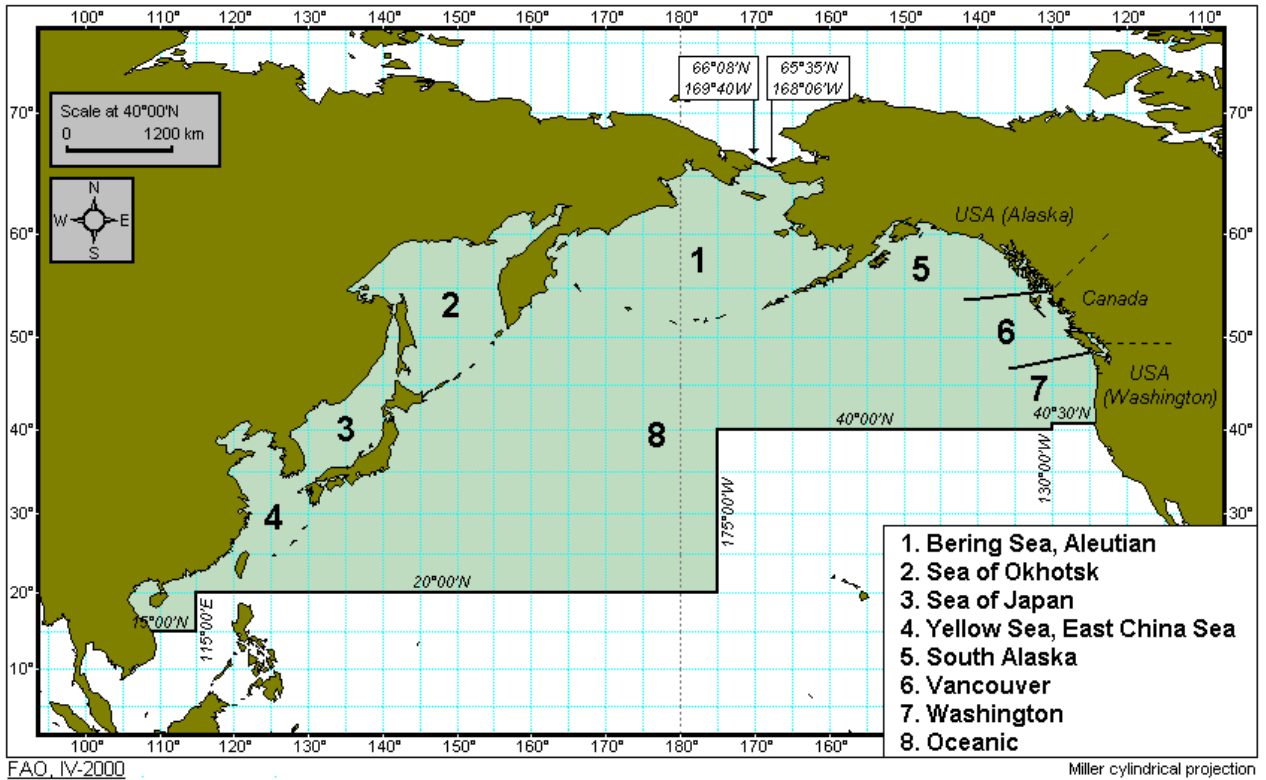 100° 110° 120° 130° 140° 150° 160° 170° 180° 170° 160° 150° 140° 130° 120° 110°
66°08'N
169°40W
65°35N
168°06'W
Scale at 40°00'N
0 1200 km
70° 70°
N
W E
S
USA (Alaska)
60° 60°
1
5
2
Canada
50° 50°
6
USA
(Washington)
7
40°30'N
3
8
40°00'N
40° 40°
130°00'W
175°00'W
4
30° 30°
20°00'N
20°
15°00'N
115°00'E
10°
1. Bering Sea, Aleutian
2. Sea of Okhotsk
3. Sea of Japan
4. Yellow Sea, East China Sea
5. South Alaska
6. Vancouver
7. Washington
8. Oceanic
100° 110° 120° 130° 140° 150° 160° 170° 180° 170° 160°
FAO, IV-2000
Miller cylindrical projection